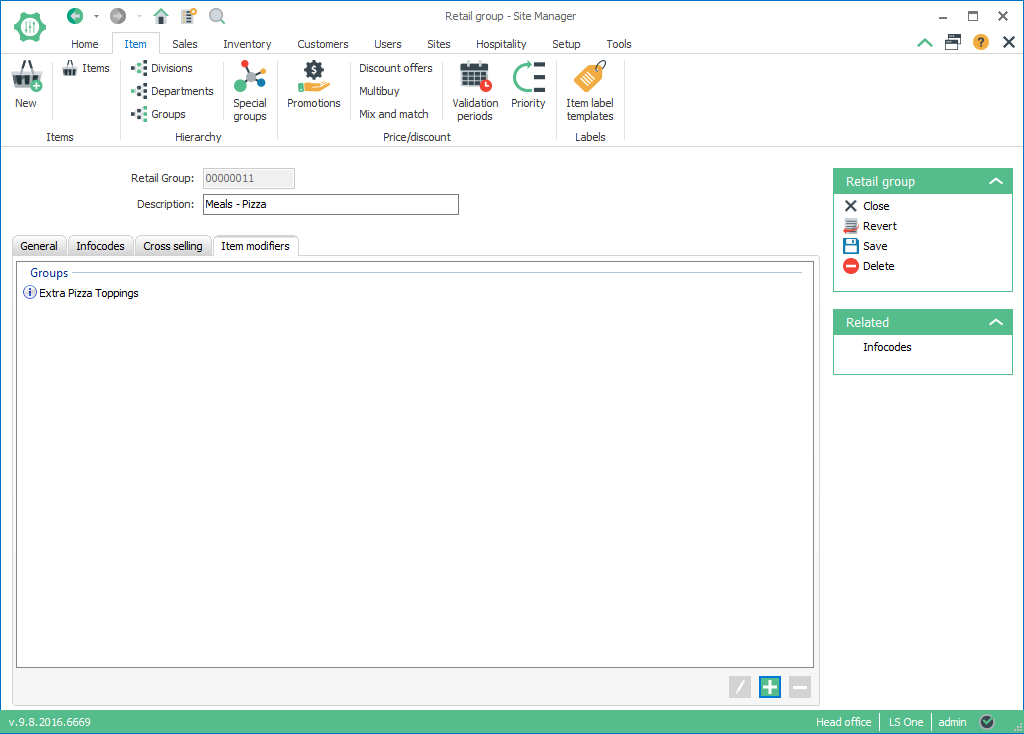 Retail group - Site Manager
Home Item Sales Inventory Customers Users Sites Hospitality Setup Tools
New
Items
Items
Divisions
Departments
Groups
Special groups
Hierarchy
Promotions
Discount offers
Multibuy
Mix and match
Validation periods
Priority
Price/discount
Item label templates
Labels
Retail Group: 00000011
Description: Meals - Pizza
General Infocodes Cross selling Item modifiers
Groups
Extra Pizza Toppings
Retail group
Close
Revert
Save
Delete
Related
Infocodes
v.9.8.2016.6669 Head office LS One admin